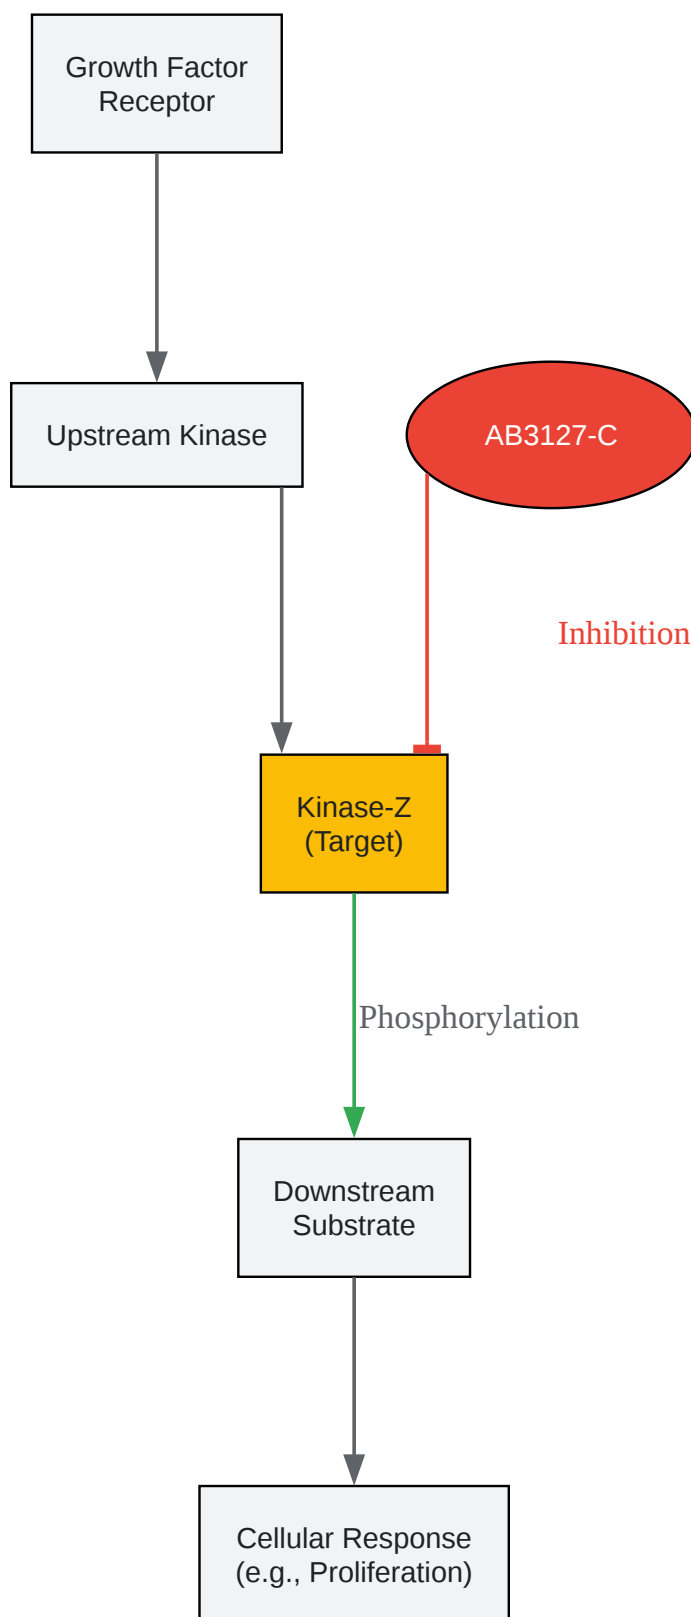 Growth Factor
Receptor
Upstream Kinase
AB3127-C
Inhibition
Kinase-Z
(Target)
Phosphorylation
Downstream
Substrate
Cellular Response
(e.g., Proliferation)